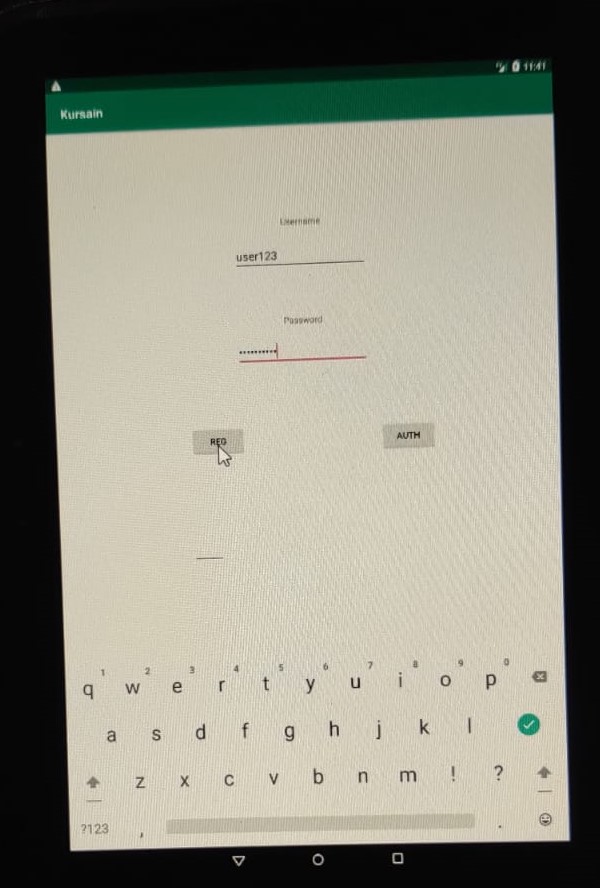 11:41
Kursain
Username
user123
Password
••••••••••
REG
AUTH
1 2 3 4 5 6 7 8 9 0
q w e r t y u i o p
a s d f g h j k l
z x c v b n m ! ?
?123 , .